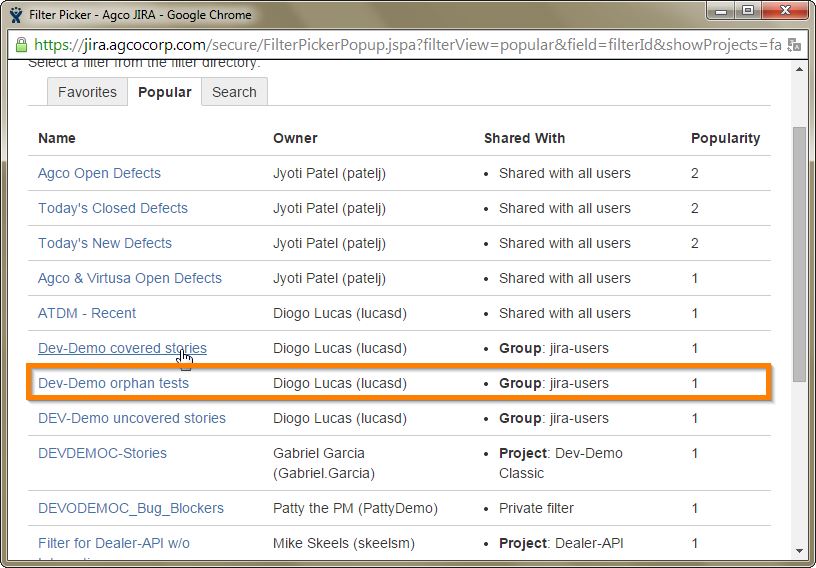 Filter Picker - Agco JIRA - Google Chrome
https://jira.agcocorp.com/secure/FilterPickerPopup.jspa?filterView=popular&field=filterId&showProjects=fa
Select a filter from the filter directory.
Favorites Popular Search
Name Owner Shared With Popularity
Agco Open Defects Jyoti Patel (patelj) • Shared with all users 2
Today's Closed Defects Jyoti Patel (patelj) • Shared with all users 2
Today's New Defects Jyoti Patel (patelj) • Shared with all users 2
Agco & Virtusa Open Defects Jyoti Patel (patelj) • Shared with all users 1
ATDM - Recent Diogo Lucas (lucasd) • Shared with all users 1
Dev-Demo covered stories Diogo Lucas (lucasd) • Group: jira-users 1
Dev-Demo orphan tests Diogo Lucas (lucasd) • Group: jira-users 1
DEV-Demo uncovered stories Diogo Lucas (lucasd) • Group: jira-users 1
DEVDEMOC-Stories Gabriel Garcia • Project: Dev-Demo 1
(Gabriel.Garcia) Classic
DEVODEMOC_Bug_Blockers Patty the PM (PattyDemo) • Private filter 1
Filter for Dealer-API w/o Mike Skeels (skeelsm) • Project: Dealer-API 1